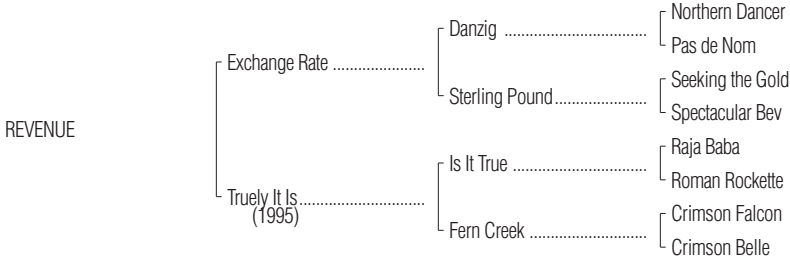 Northern Dancer
Danzig ................................
Pas de Nom
Exchange Rate .....................
Seeking the Gold
Sterling Pound.....................
Spectacular Bev
REVENUE
Raja Baba
Is It True ..............................
Roman Rockette
Truely It Is............................
(1995)
Crimson Falcon
Fern Creek ..........................
Crimson Belle